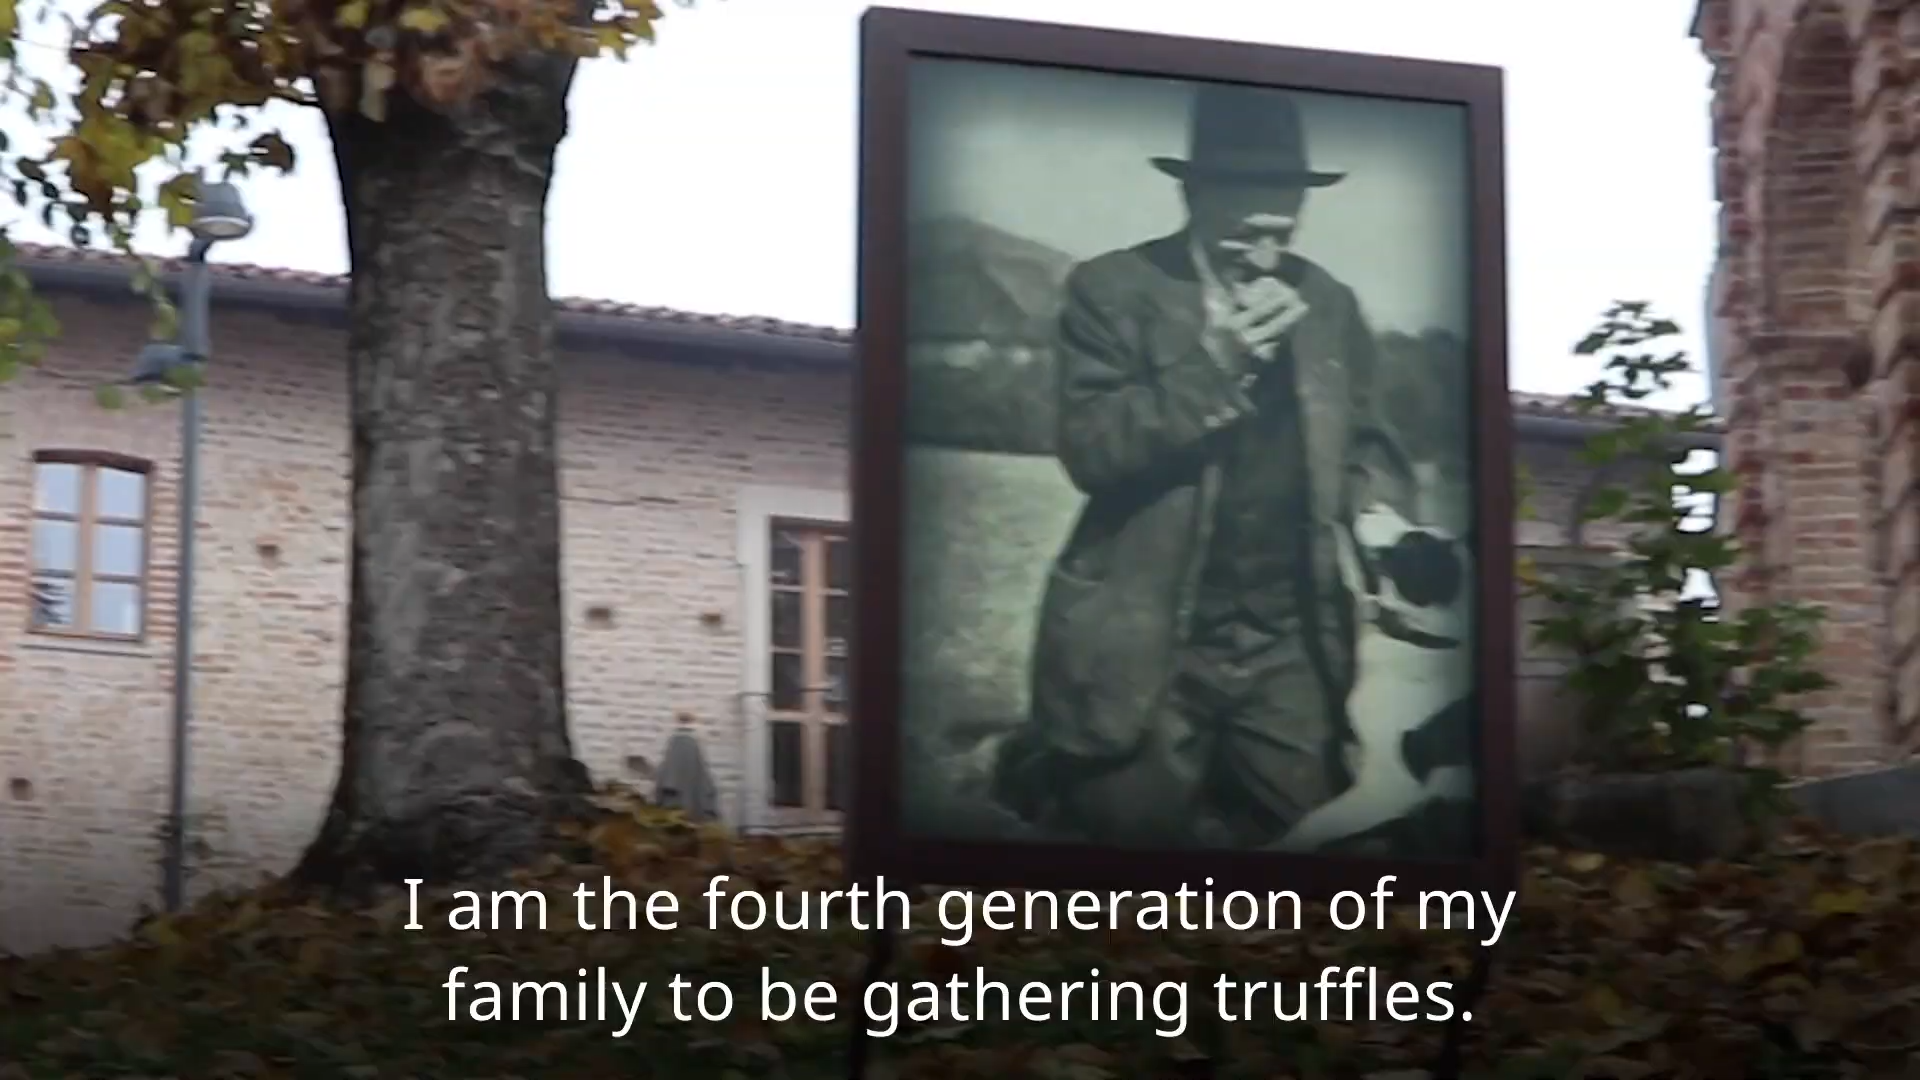 I am the fourth generation of my
family to be gathering truffles.